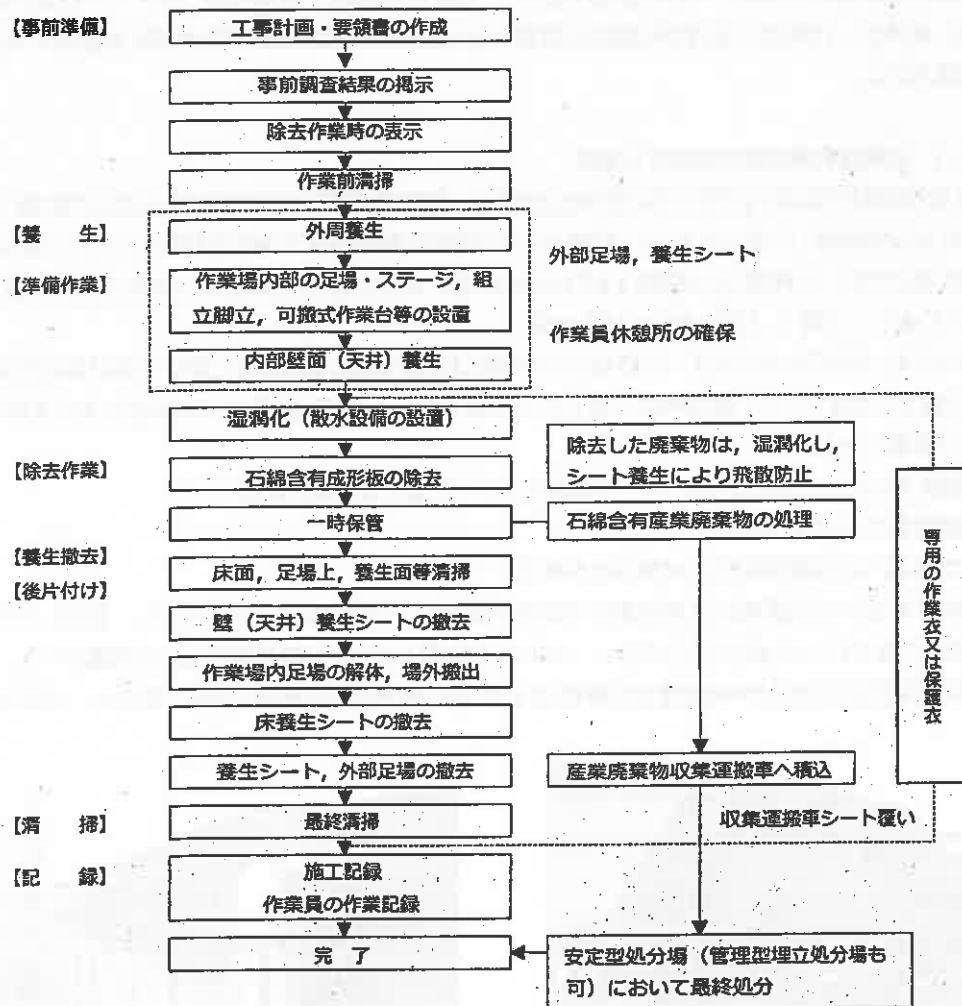 【事前準備】
工事計画・要領書の作成
事前調査結果の掲示
除去作業時の表示
作業前清掃
【養　生】
外周養生
外部足場，養生シート
【準備作業】
作業場内部の足場・ステージ，組
立脚立，可搬式作業台等の設置
作業員休憩所の確保
内部壁面（天井）養生
湿潤化（散水設備の設置）
除去した廃棄物は，湿潤化し，
シート養生により飛散防止
【除去作業】
石綿含有成形板の除去
一時保管
石綿含有産業廃棄物の処理
専用の作業衣又は保護衣
【養生撤去】
床面，足場上，養生面等清掃
【後片付け】
壁（天井）養生シートの撤去
作業場内足場の解体，場外搬出
床養生シートの撤去
養生シート，外部足場の撤去
産業廃棄物収集運搬車へ積込
【清　掃】
最終清掃
収集運搬車シート覆い
【記　録】
施工記録
作業員の作業記録
完　了
安定型処分場（管理型埋立処分場も
可）において最終処分